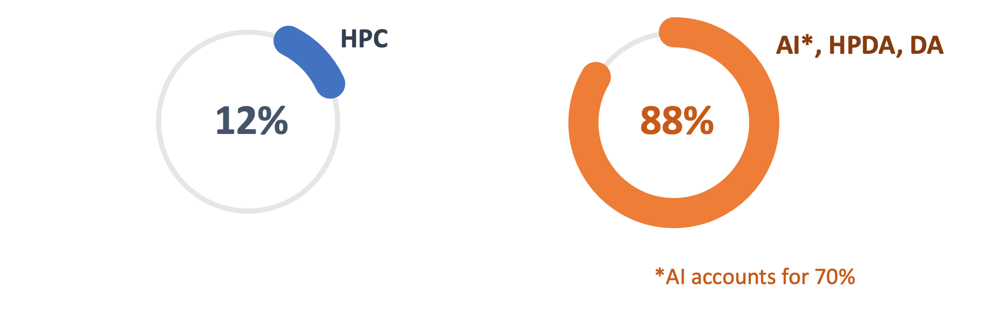 HPC
12%
AI*, HPDA, DA
88%
*AI accounts for 70%